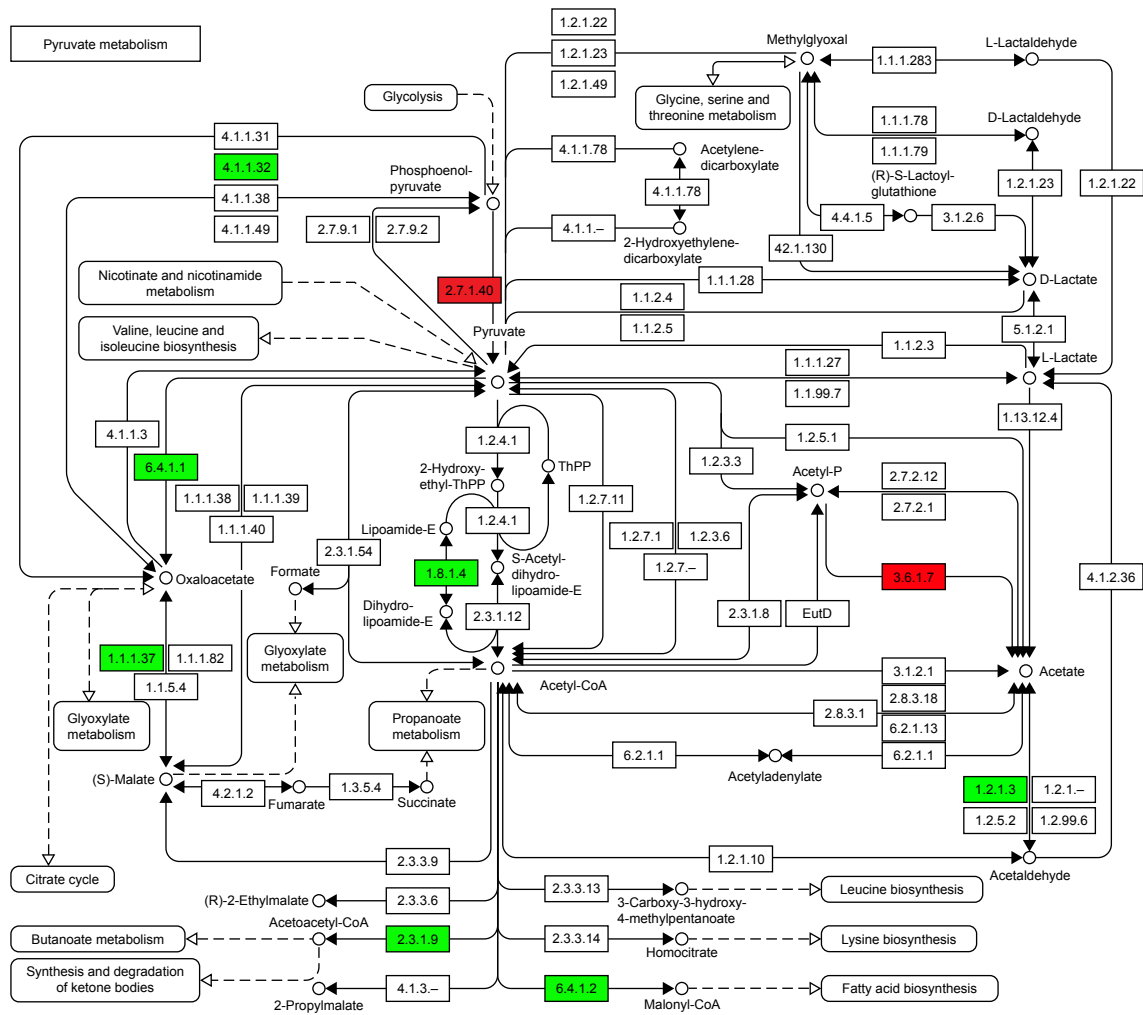 Pyruvate metabolism
1.2.1.22
1.2.1.23
1.2.1.49
Methylglyoxal
L-Lactaldehyde
1.1.1.283
Glycolysis
Glycine, serine and
threonine metabolism
4.1.1.31
4.1.1.32
4.1.1.38
4.1.1.49
Phosphoenol-
pyruvate
4.1.1.78
Acetylene-
dicarboxylate
1.1.1.78
1.1.1.79
D-Lactaldehyde
4.1.1.78
(R)-S-Lactoyl-
glutathione
1.2.1.23
1.2.1.22
2.7.9.1
2.7.9.2
4.1.1.–
2-Hydroxyethylene-
dicarboxylate
4.4.1.5
3.1.2.6
42.1.130
Nicotinate and nicotinamide
metabolism
2.7.1.40
1.1.1.28
D-Lactate
1.1.2.4
1.1.2.5
Valine, leucine and
isoleucine biosynthesis
Pyruvate
5.1.2.1
1.1.2.3
L-Lactate
1.1.1.27
1.1.99.7
1.13.12.4
4.1.1.3
6.4.1.1
1.2.4.1
1.2.5.1
1.2.3.3
2-Hydroxy-
ethyl-ThPP
ThPP
Acetyl-P
2.7.2.12
2.7.2.1
1.1.1.38
1.1.1.39
1.1.1.40
1.2.7.11
Lipoamide-E
1.2.4.1
1.2.7.1
1.2.3.6
1.2.7.–
2.3.1.54
Oxaloacetate
Formate
1.8.1.4
S-Acetyl-
dihydro-
lipoamide-E
3.6.1.7
4.1.2.36
Dihydro-
lipoamide-E
2.3.1.12
2.3.1.8
EutD
1.1.1.37
1.1.1.82
1.1.5.4
Glyoxylate
metabolism
Acetyl-CoA
3.1.2.1
Acetate
Glyoxylate
metabolism
Propanoate
metabolism
2.8.3.1
2.8.3.18
6.2.1.13
6.2.1.1
6.2.1.1
Acetyladenylate
(S)-Malate
4.2.1.2
Fumarate
1.3.5.4
Succinate
1.2.1.3
1.2.1.–
1.2.5.2
1.2.99.6
2.3.3.9
1.2.1.10
Acetaldehyde
Citrate cycle
(R)-2-Ethylmalate
2.3.3.6
2.3.3.13
3-Carboxy-3-hydroxy-
4-methylpentanoate
Leucine biosynthesis
Acetoacetyl-CoA
Butanoate metabolism
2.3.1.9
2.3.3.14
Homocitrate
Lysine biosynthesis
Synthesis and degradation
of ketone bodies
2-Propylmalate
4.1.3.–
6.4.1.2
Malonyl-CoA
Fatty acid biosynthesis